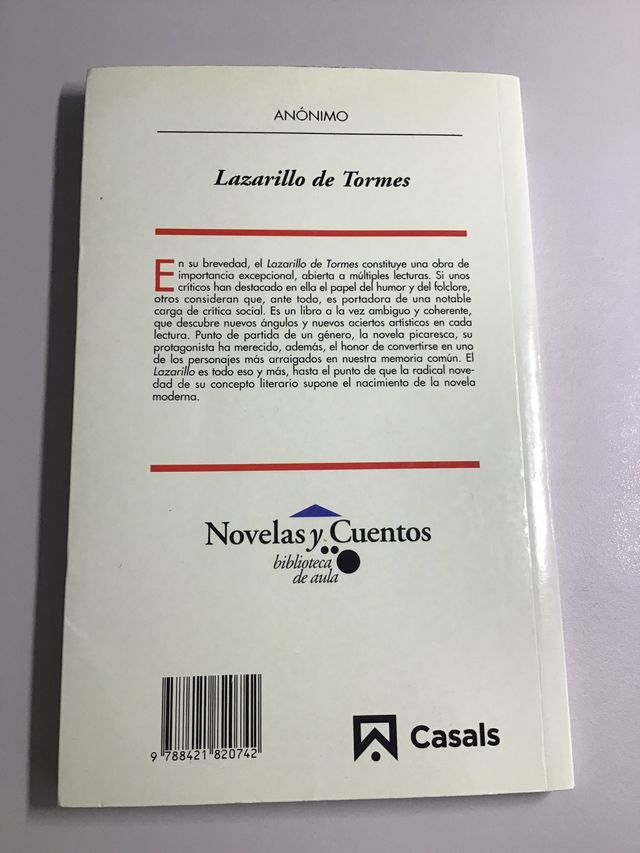 ANÓNIMO
Lazarillo de Tormes
En su brevedad, el Lazarillo de Tormes constituye una obra de
importancia excepcional, abierta a múltiples lecturas. Si unos
críticos han destacado en ella el papel del humor y del folclore,
otros consideran que, ante todo, es portadora de una notable
carga de crítica social. Es un libro a la vez ambiguo y coherente,
que descubre nuevos ángulos y nuevos aciertos artísticos en cada
lectura. Punto de partida de un género, la novela picaresca, su
protagonista ha merecido, además, el honor de convertirse en uno
de los personajes más arraigados en nuestra memoria común. El
Lazarillo es todo eso y más, hasta el punto de que la radical nove-
dad de su concepto literario supone el nacimiento de la novela
moderna.
Novelas y Cuentos
biblioteca
de aula
9 788421 820742
Casals